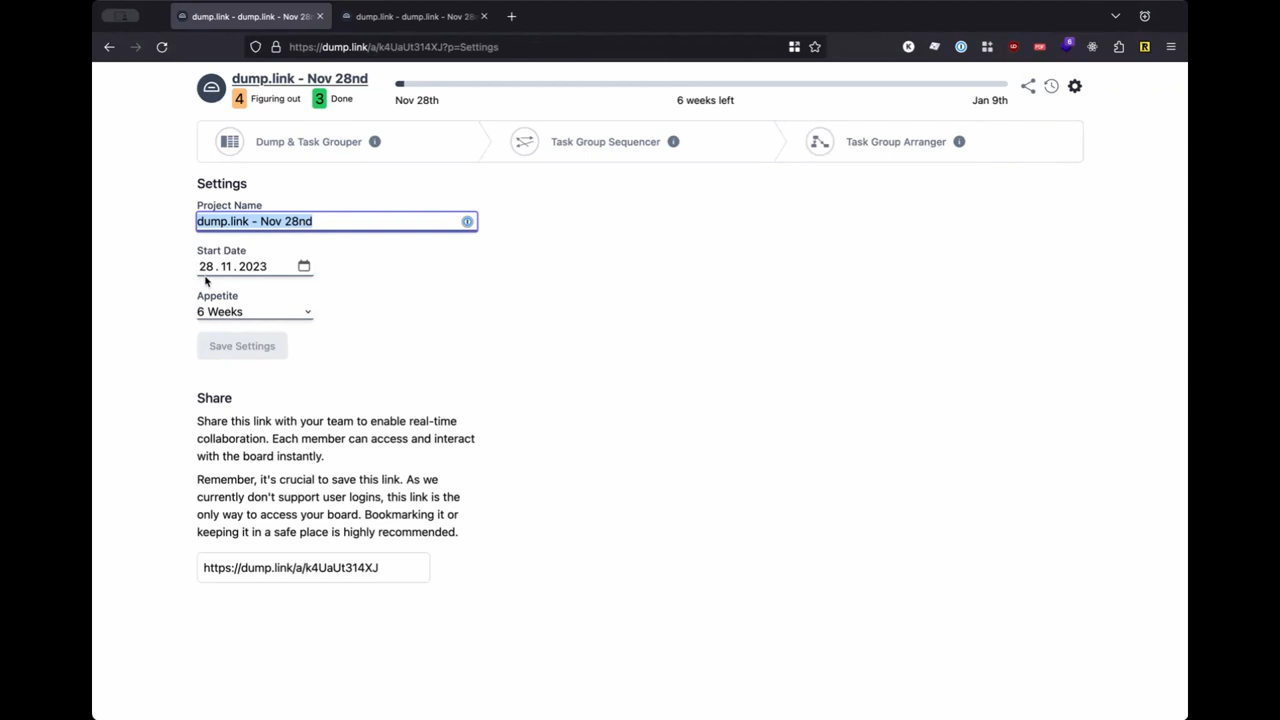 dump.link - dump.link - Nov 28
dump.link - dump.link - Nov 28
https://dump.link/a/k4UaUt314XJ?p=Settings
6
dump.link - Nov 28nd
4 Figuring out 3 Done
Nov 28th 6 weeks left Jan 9th
Dump & Task Grouper Task Group Sequencer Task Group Arranger
Settings
Project Name
dump.link - Nov 28nd
Start Date
28 . 11 . 2023
Appetite
6 Weeks
Save Settings
Share
Share this link with your team to enable real-time
collaboration. Each member can access and interact
with the board instantly.
Remember, it's crucial to save this link. As we
currently don't support user logins, this link is the
only way to access your board. Bookmarking it or
keeping it in a safe place is highly recommended.
https://dump.link/a/k4UaUt314XJ